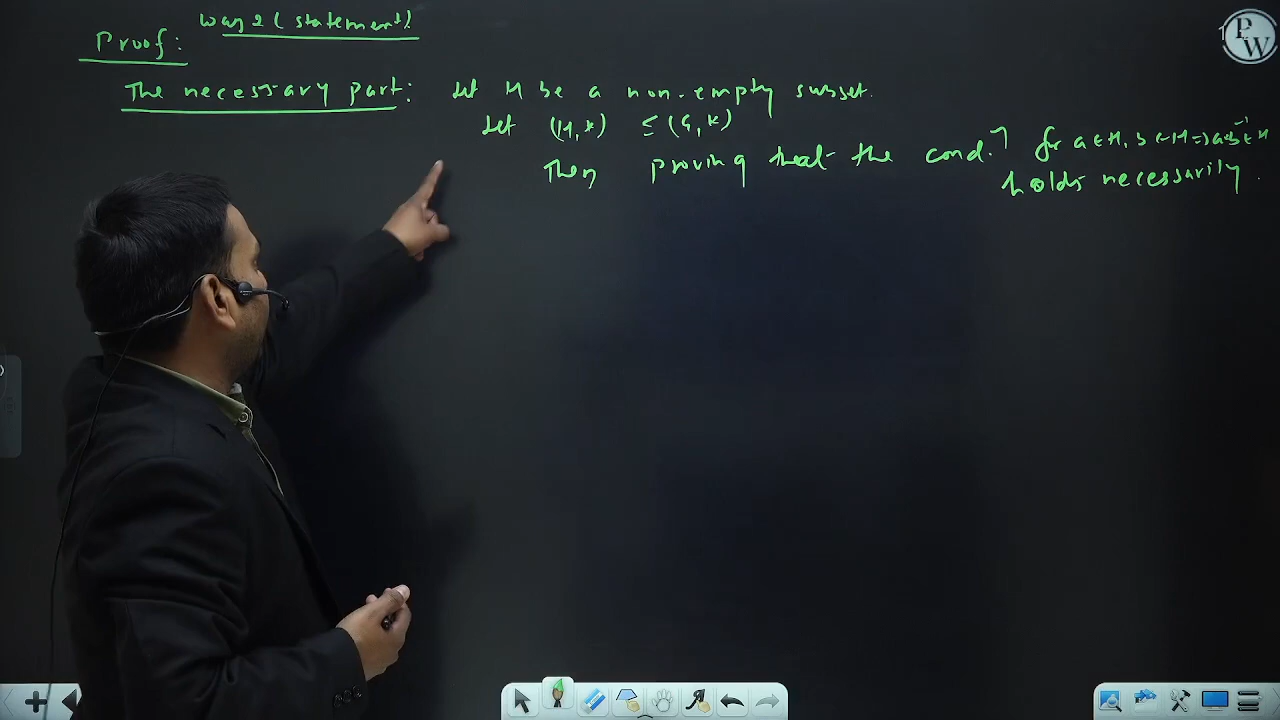 Way 2 (statement)
Proof:
The necessary part: Let H be a non-empty subset.
Let (H,*) ≤ (G,*)
Then proving that the cond.ⁿ for a∈H, b∈H ⇒ a*b⁻¹∈H
holds necessarily.
PW